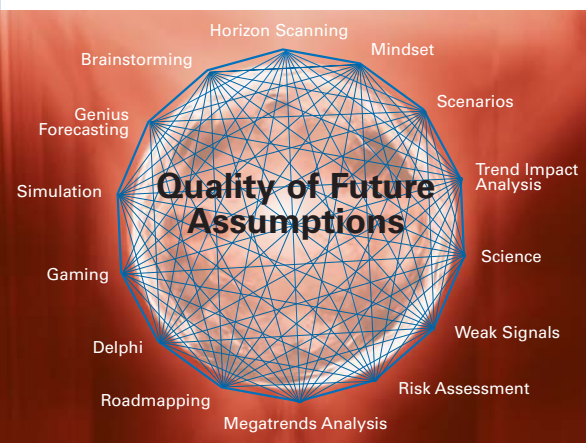 Horizon Scanning
Mindset
Brainstorming
Scenarios
Genius
Forecasting
Trend Impact
Analysis
Simulation
Quality of Future
Assumptions
Science
Gaming
Weak Signals
Delphi
Risk Assessment
Roadmapping
Megatrends Analysis